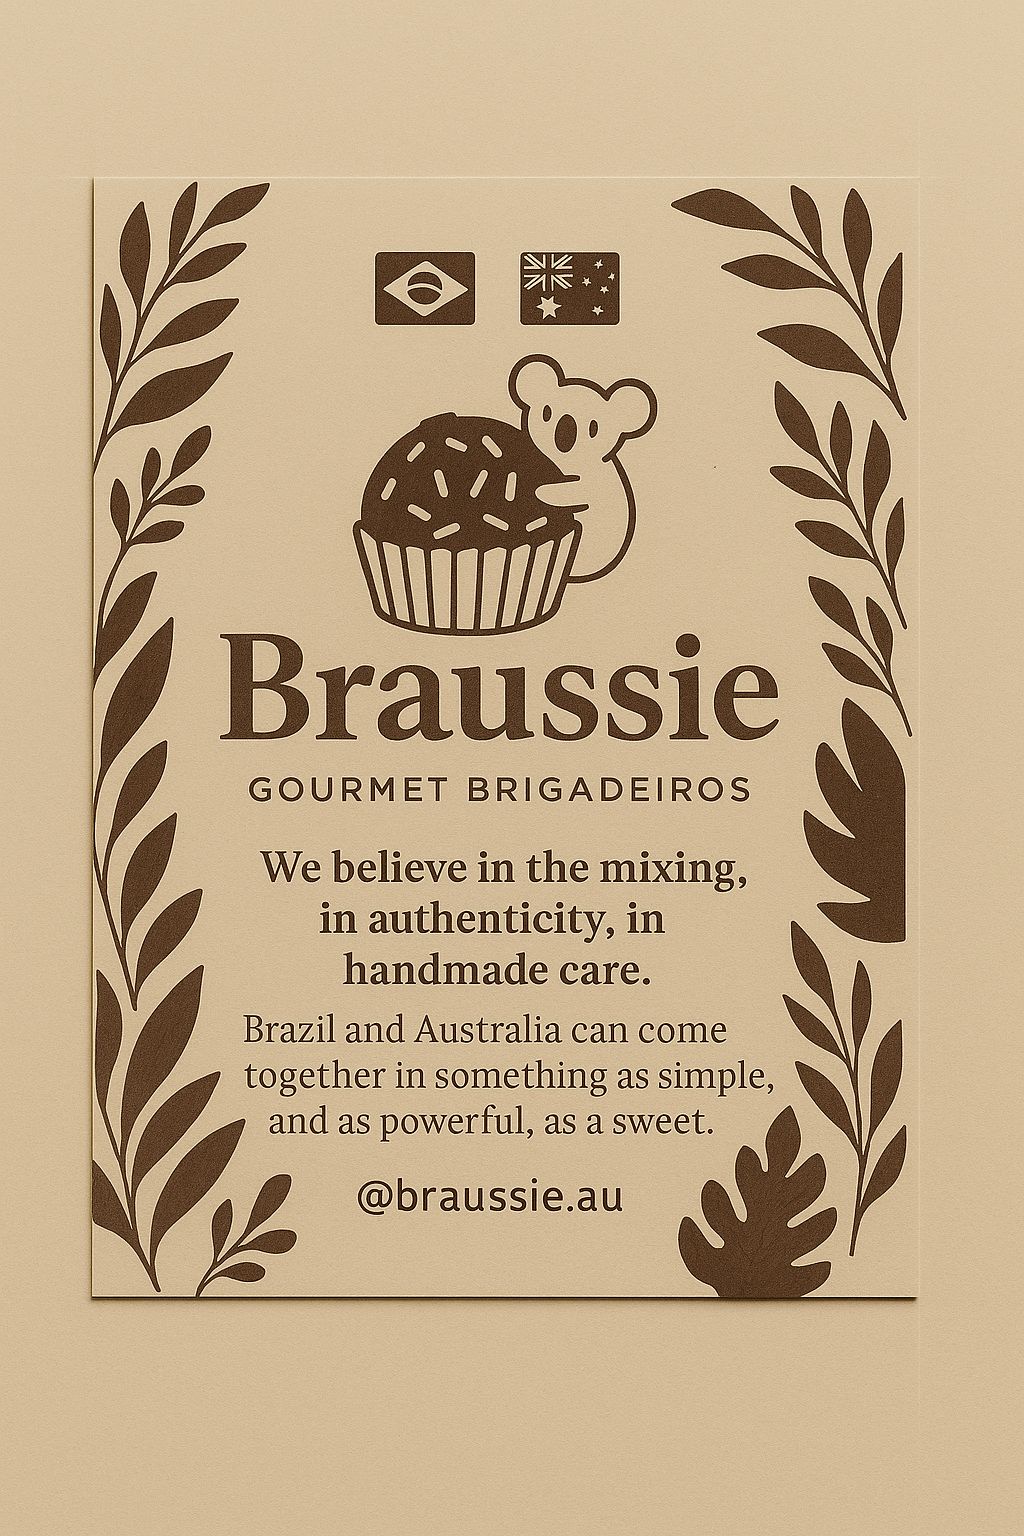 Braussie
GOURMET BRIGADEIROS
We believe in the mixing,
in authenticity, in
handmade care.
Brazil and Australia can come
together in something as simple,
and as powerful, as a sweet.
@braussie.au